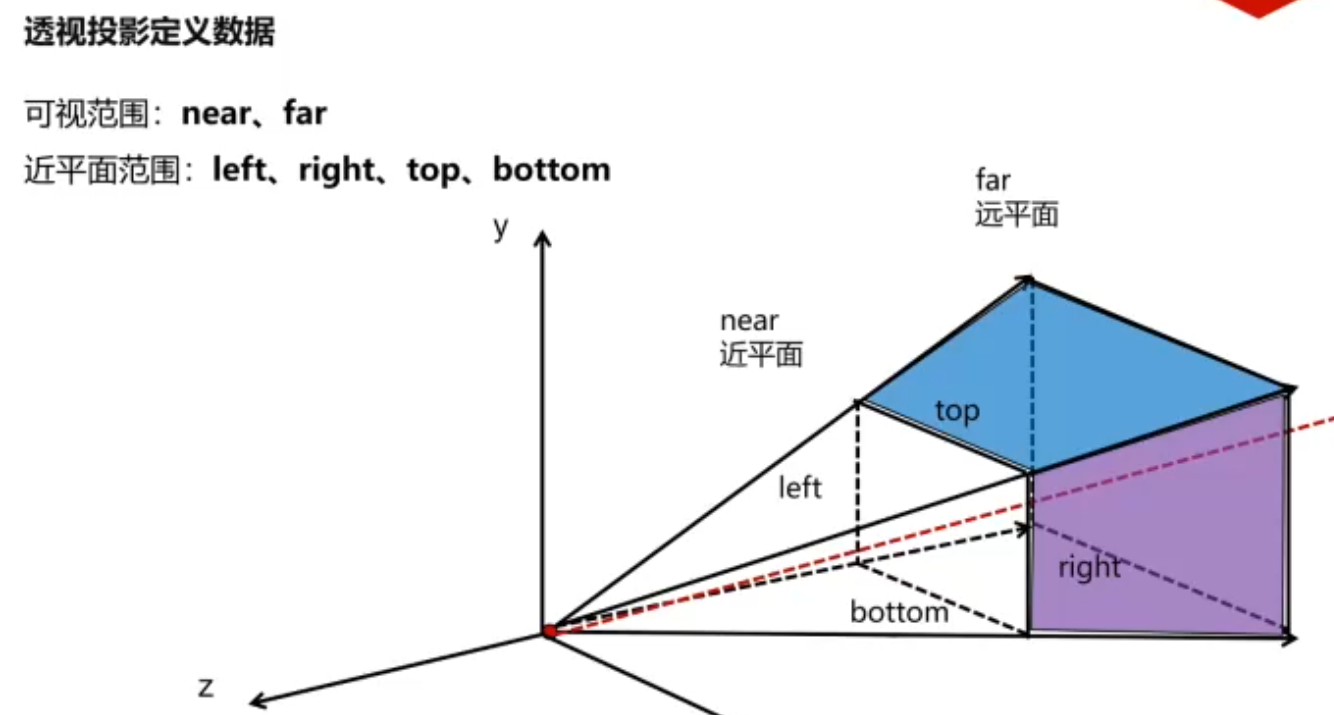 透视投影定义数据
可视范围：near、far
近平面范围：left、right、top、bottom
far
远平面
y
near
近平面
top
left
right
bottom
z